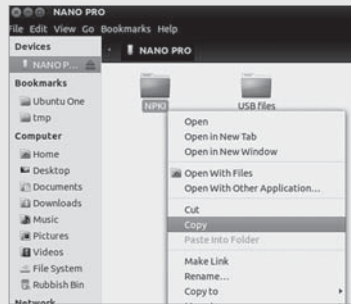 NANO PRO
File Edit View Go Bookmarks Help
Devices
NANO P...
Bookmarks
Ubuntu One
tmp
Computer
Home
Desktop
Documents
Downloads
Music
Pictures
Videos
File System
Rubbish Bin
Network
NANO PRO
NPKI
USB files
Open
Open in New Tab
Open in New Window
Open With Files
Open With Other Application...
Cut
Copy
Paste Into Folder
Make Link
Rename...
Copy to